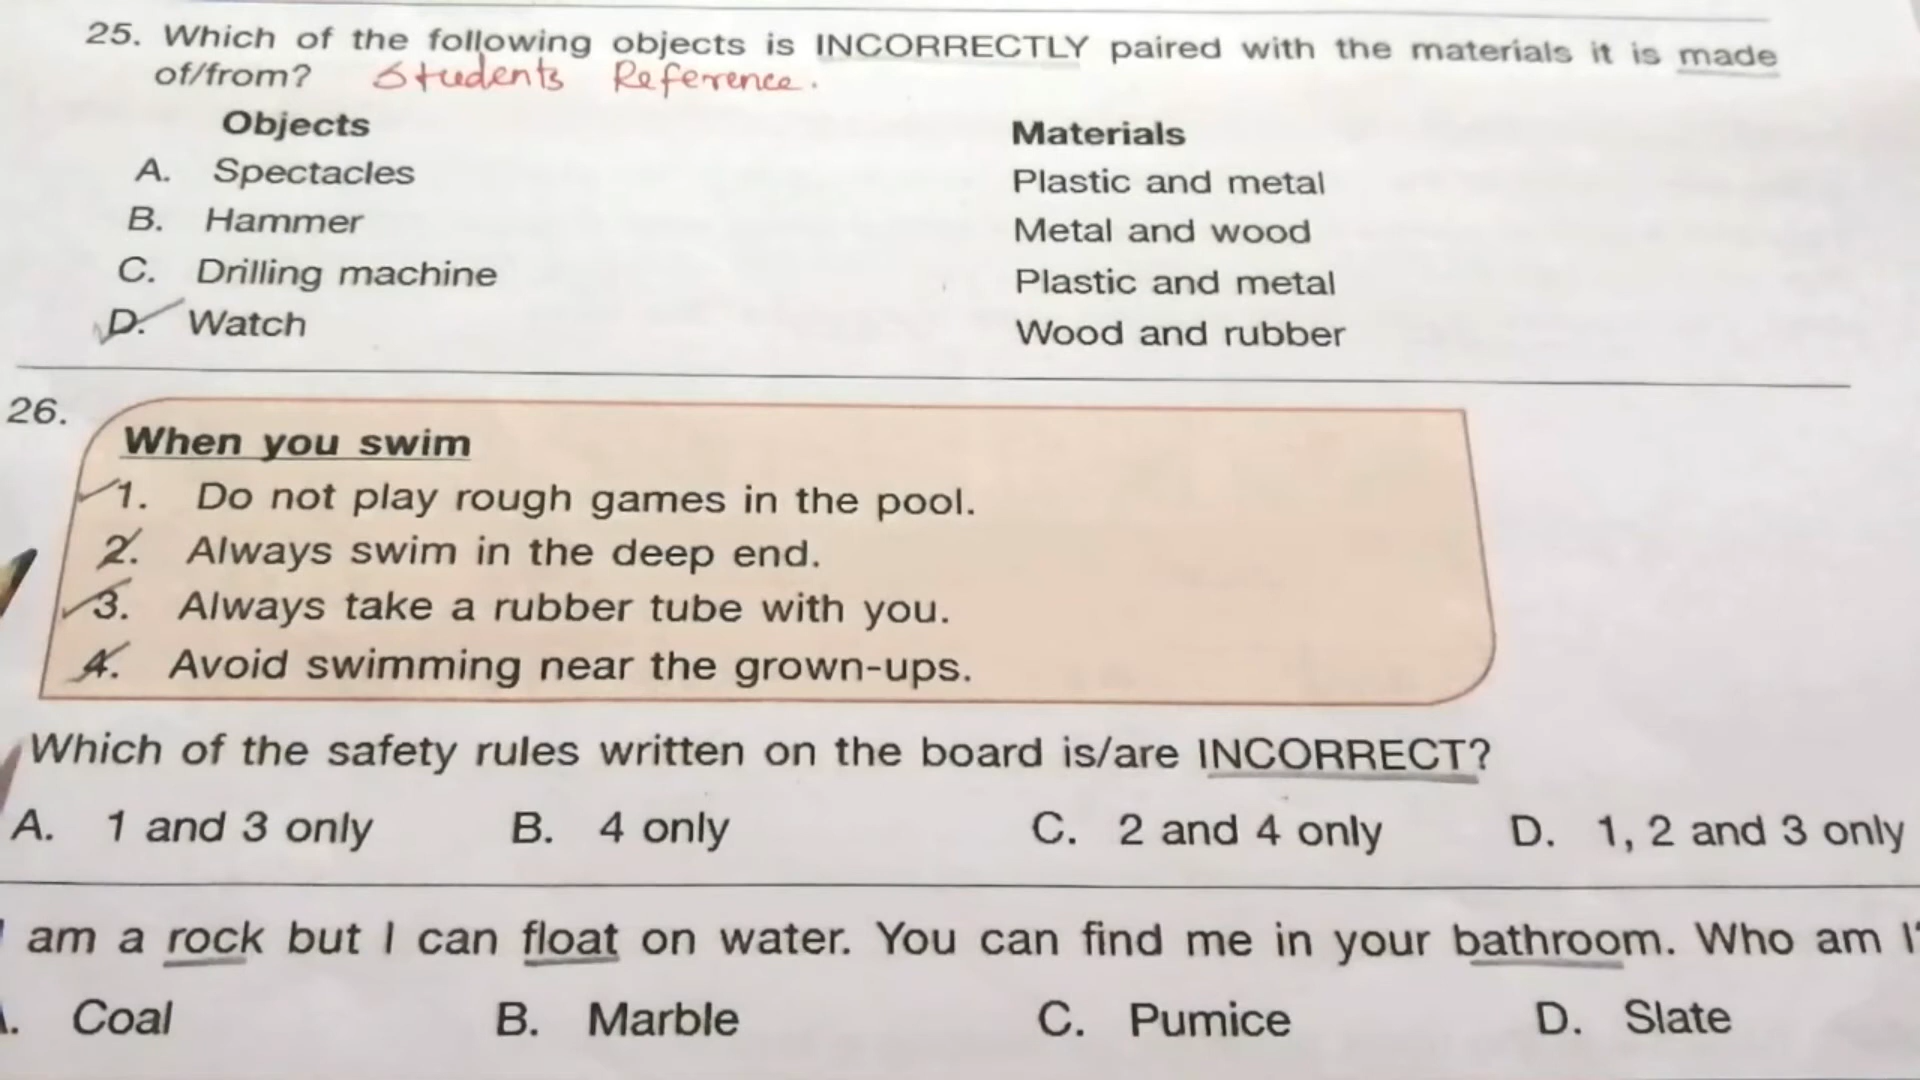 25. Which of the following objects is INCORRECTLY paired with the materials it is made
of/from? Students Reference.
Objects Materials
A. Spectacles Plastic and metal
B. Hammer Metal and wood
C. Drilling machine Plastic and metal
D. Watch Wood and rubber
26.
When you swim
1. Do not play rough games in the pool.
2. Always swim in the deep end.
3. Always take a rubber tube with you.
4. Avoid swimming near the grown-ups.
Which of the safety rules written on the board is/are INCORRECT?
A. 1 and 3 only B. 4 only C. 2 and 4 only D. 1, 2 and 3 only
am a rock but I can float on water. You can find me in your bathroom. Who am I
Coal B. Marble C. Pumice D. Slate